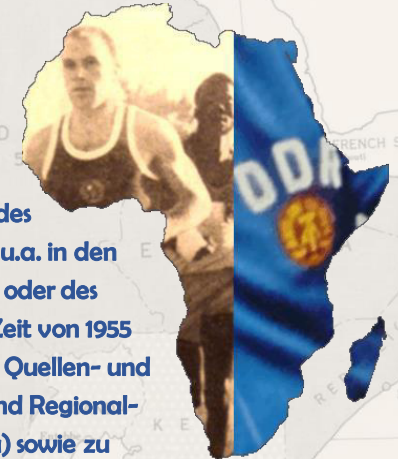 DDR
FRENCH S
des
u.a. in den
oder des
Zeit von 1955
Quellen- und
nd Regional-
) sowie zu